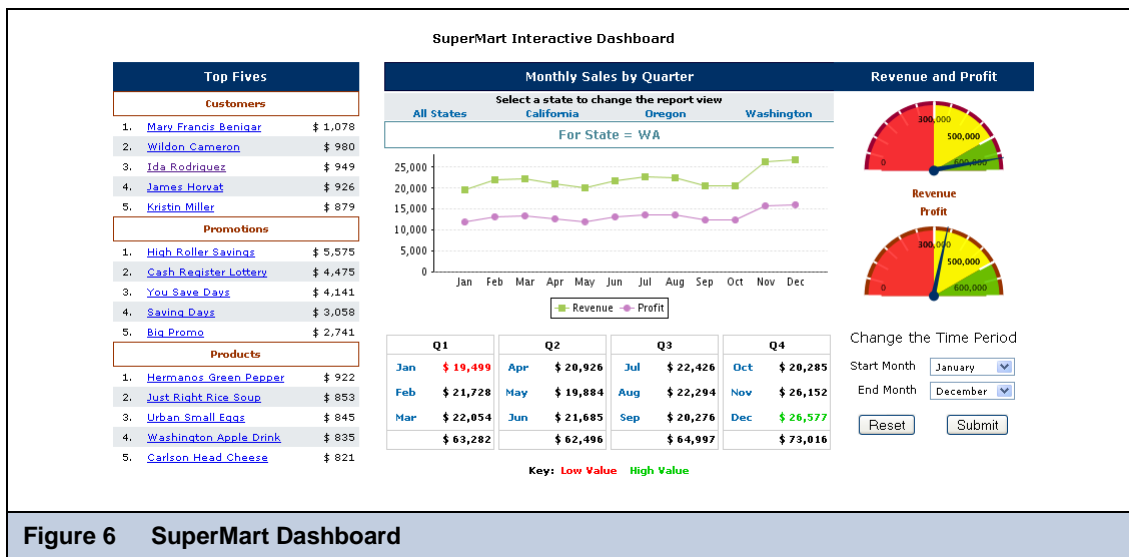 SuperMart Interactive Dashboard
Top Fives
Customers
1. Mary Francis Benigar $ 1,078
2. Wildon Cameron $ 980
3. Ida Rodriguez $ 949
4. James Horvat $ 926
5. Kristin Miller $ 879
Promotions
1. High Roller Savings $ 5,575
2. Cash Register Lottery $ 4,475
3. You Save Days $ 4,141
4. Saving Days $ 3,058
5. Big Promo $ 2,741
Products
1. Hermanos Green Pepper $ 922
2. Just Right Rice Soup $ 853
3. Urban Small Eggs $ 845
4. Washington Apple Drink $ 835
5. Carlson Head Cheese $ 821
Monthly Sales by Quarter
Select a state to change the report view
All States California Oregon Washington
For State = WA
25,000
20,000
15,000
10,000
5,000
0
Jan Feb Mar Apr May Jun Jul Aug Sep Oct Nov Dec
Revenue Profit
Q1 Q2 Q3 Q4
Jan $ 19,499 Apr $ 20,926 Jul $ 22,426 Oct $ 20,285
Feb $ 21,728 May $ 19,884 Aug $ 22,294 Nov $ 26,152
Mar $ 22,054 Jun $ 21,685 Sep $ 20,276 Dec $ 26,577
$ 63,282 $ 62,496 $ 64,997 $ 73,016
Key: Low Value High Value
Revenue and Profit
300,000
500,000
0 600,000
Revenue
Profit
300,000
500,000
0 600,000
Change the Time Period
Start Month January
End Month December
Reset Submit
Figure 6 SuperMart Dashboard